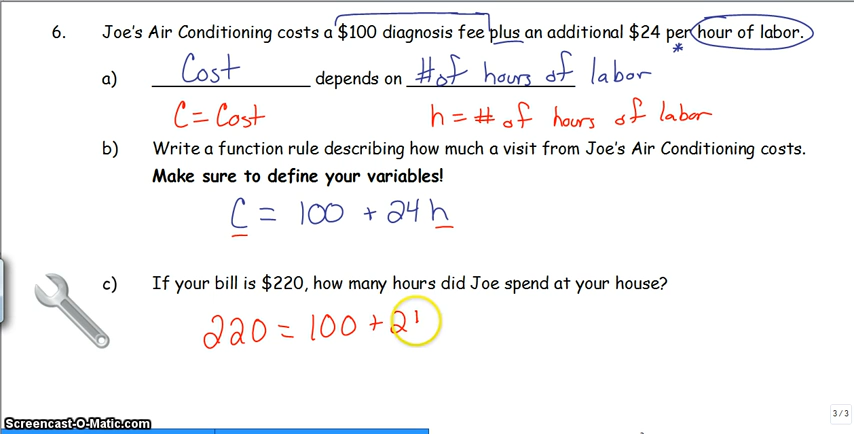 6. Joe's Air Conditioning costs a $100 diagnosis fee plus an additional $24 per hour of labor.
*
a) Cost depends on # of hours of labor
C = Cost h = # of hours of labor
b) Write a function rule describing how much a visit from Joe's Air Conditioning costs.
Make sure to define your variables!
C = 100 + 24h
c) If your bill is $220, how many hours did Joe spend at your house?
220 = 100 + 2
3/3
Screencast-O-Matic.com